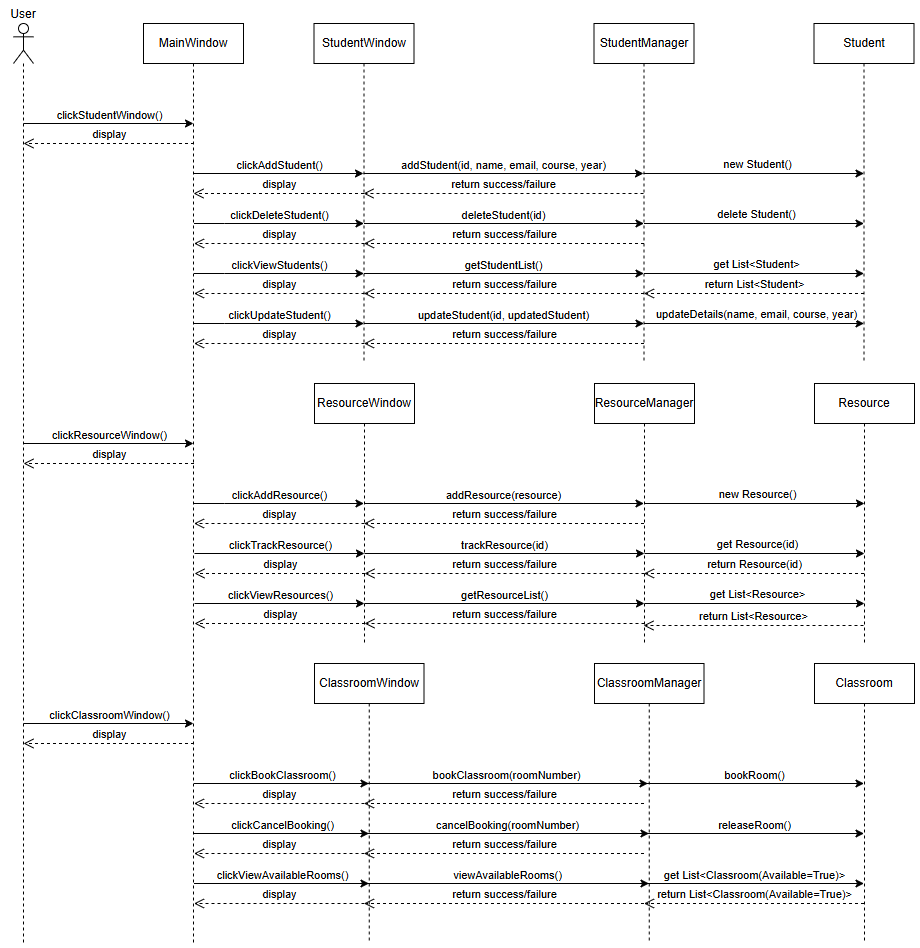 User
MainWindow
StudentWindow
StudentManager
Student
clickStudentWindow()
display
clickAddStudent()
addStudent(id, name, email, course, year)
new Student()
display
return success/failure
clickDeleteStudent()
deleteStudent(id)
delete Student()
display
return success/failure
clickViewStudents()
getStudentList()
get List<Student>
display
return success/failure
return List<Student>
clickUpdateStudent()
updateStudent(id, updatedStudent)
updateDetails(name, email, course, year)
display
return success/failure
ResourceWindow
ResourceManager
Resource
clickResourceWindow()
display
clickAddResource()
addResource(resource)
new Resource()
display
return success/failure
clickTrackResource()
trackResource(id)
get Resource(id)
display
return success/failure
return Resource(id)
clickViewResources()
getResourceList()
get List<Resource>
display
return success/failure
return List<Resource>
ClassroomWindow
ClassroomManager
Classroom
clickClassroomWindow()
display
clickBookClassroom()
bookClassroom(roomNumber)
bookRoom()
display
return success/failure
clickCancelBooking()
cancelBooking(roomNumber)
releaseRoom()
display
return success/failure
clickViewAvailableRooms()
viewAvailableRooms()
get List<Classroom(Available=True)>
display
return success/failure
return List<Classroom(Available=True)>